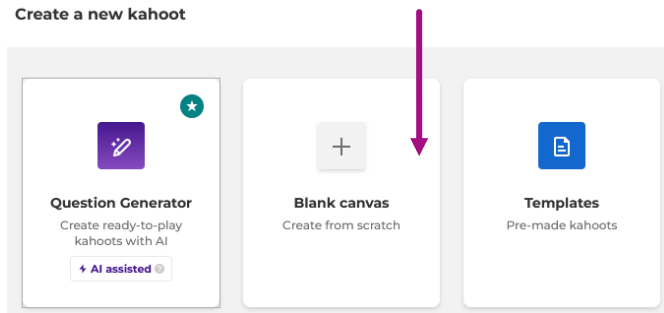 Create a new kahoot
Question Generator
Create ready-to-play
kahoots with AI
AI assisted ?
Blank canvas
Create from scratch
Templates
Pre-made kahoots